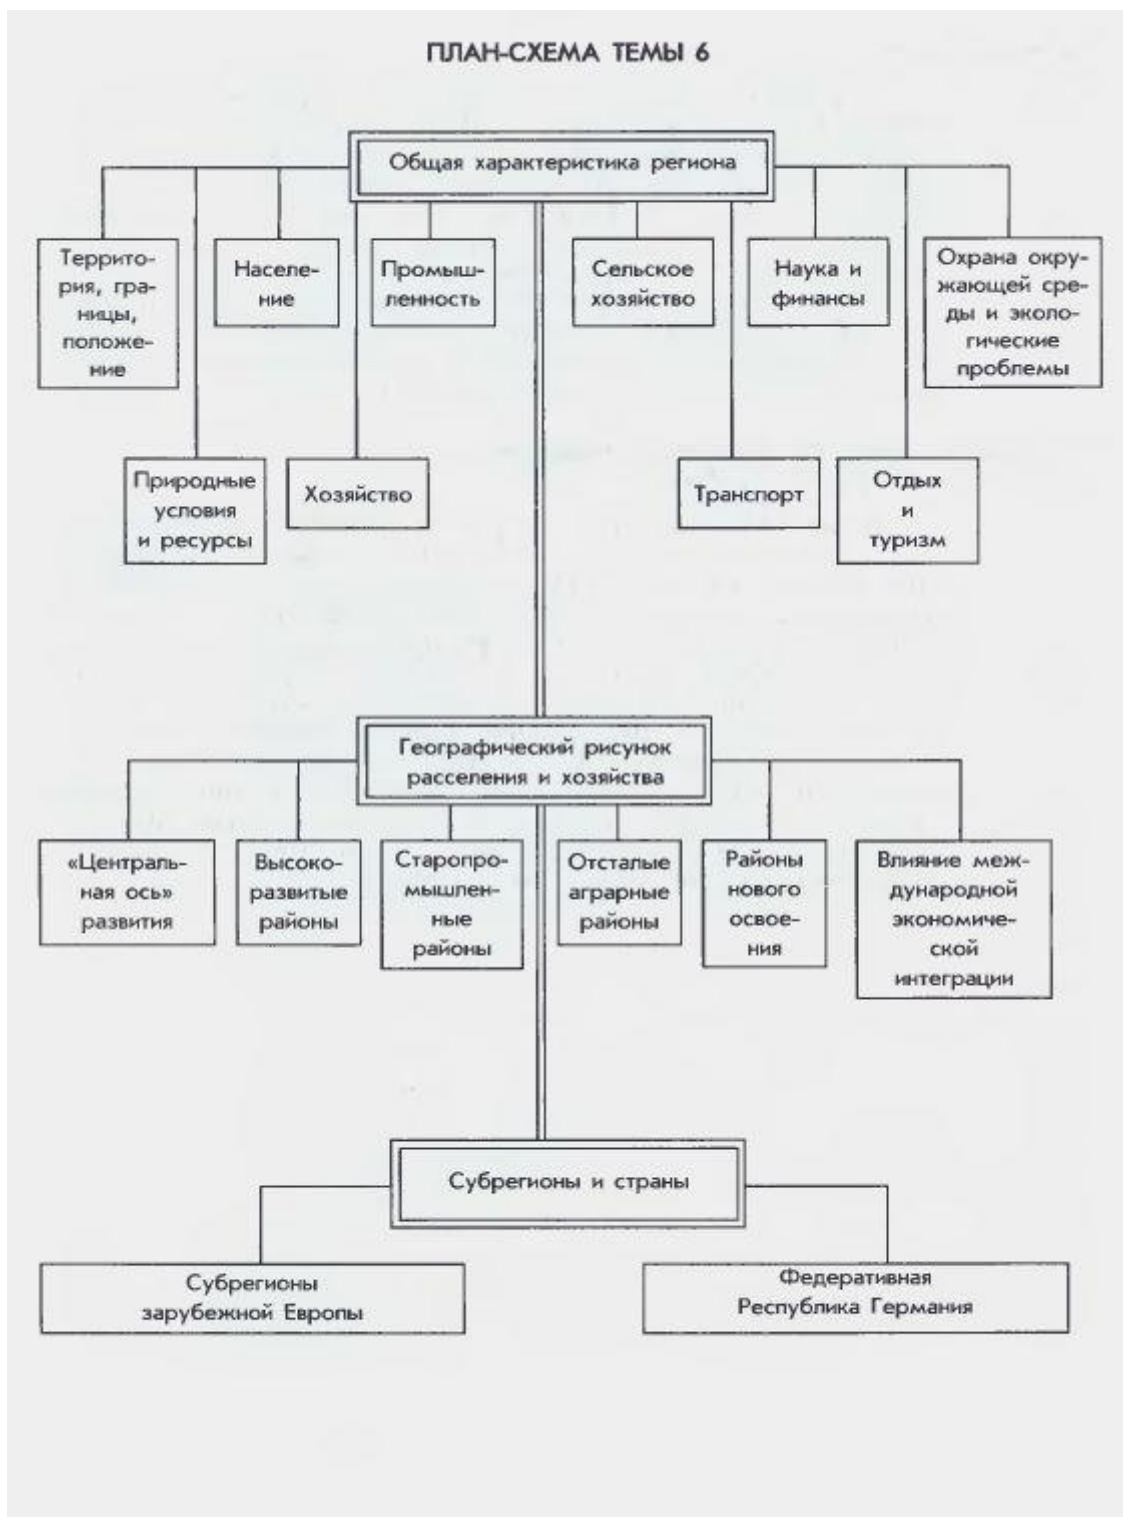 ПЛАН-СХЕМА ТЕМЫ 6
Общая характеристика региона
Террито-
рия, гра-
ницы,
положе-
ние
Населе-
ние
Промыш-
ленность
Сельское
хозяйство
Наука и
финансы
Охрана окру-
жающей сре-
ды и эколо-
гические
проблемы
Природные
условия
и ресурсы
Хозяйство
Транспорт
Отдых
и
туризм
Географический рисунок
расселения и хозяйства
«Централь-
ная ось»
развития
Высоко-
развитые
районы
Старопро-
мышлен-
ные
районы
Отсталые
аграрные
районы
Районы
нового
освое-
ния
Влияние меж-
дународной
экономиче-
ской
интеграции
Субрегионы и страны
Субрегионы
зарубежной Европы
Федеративная
Республика Германия